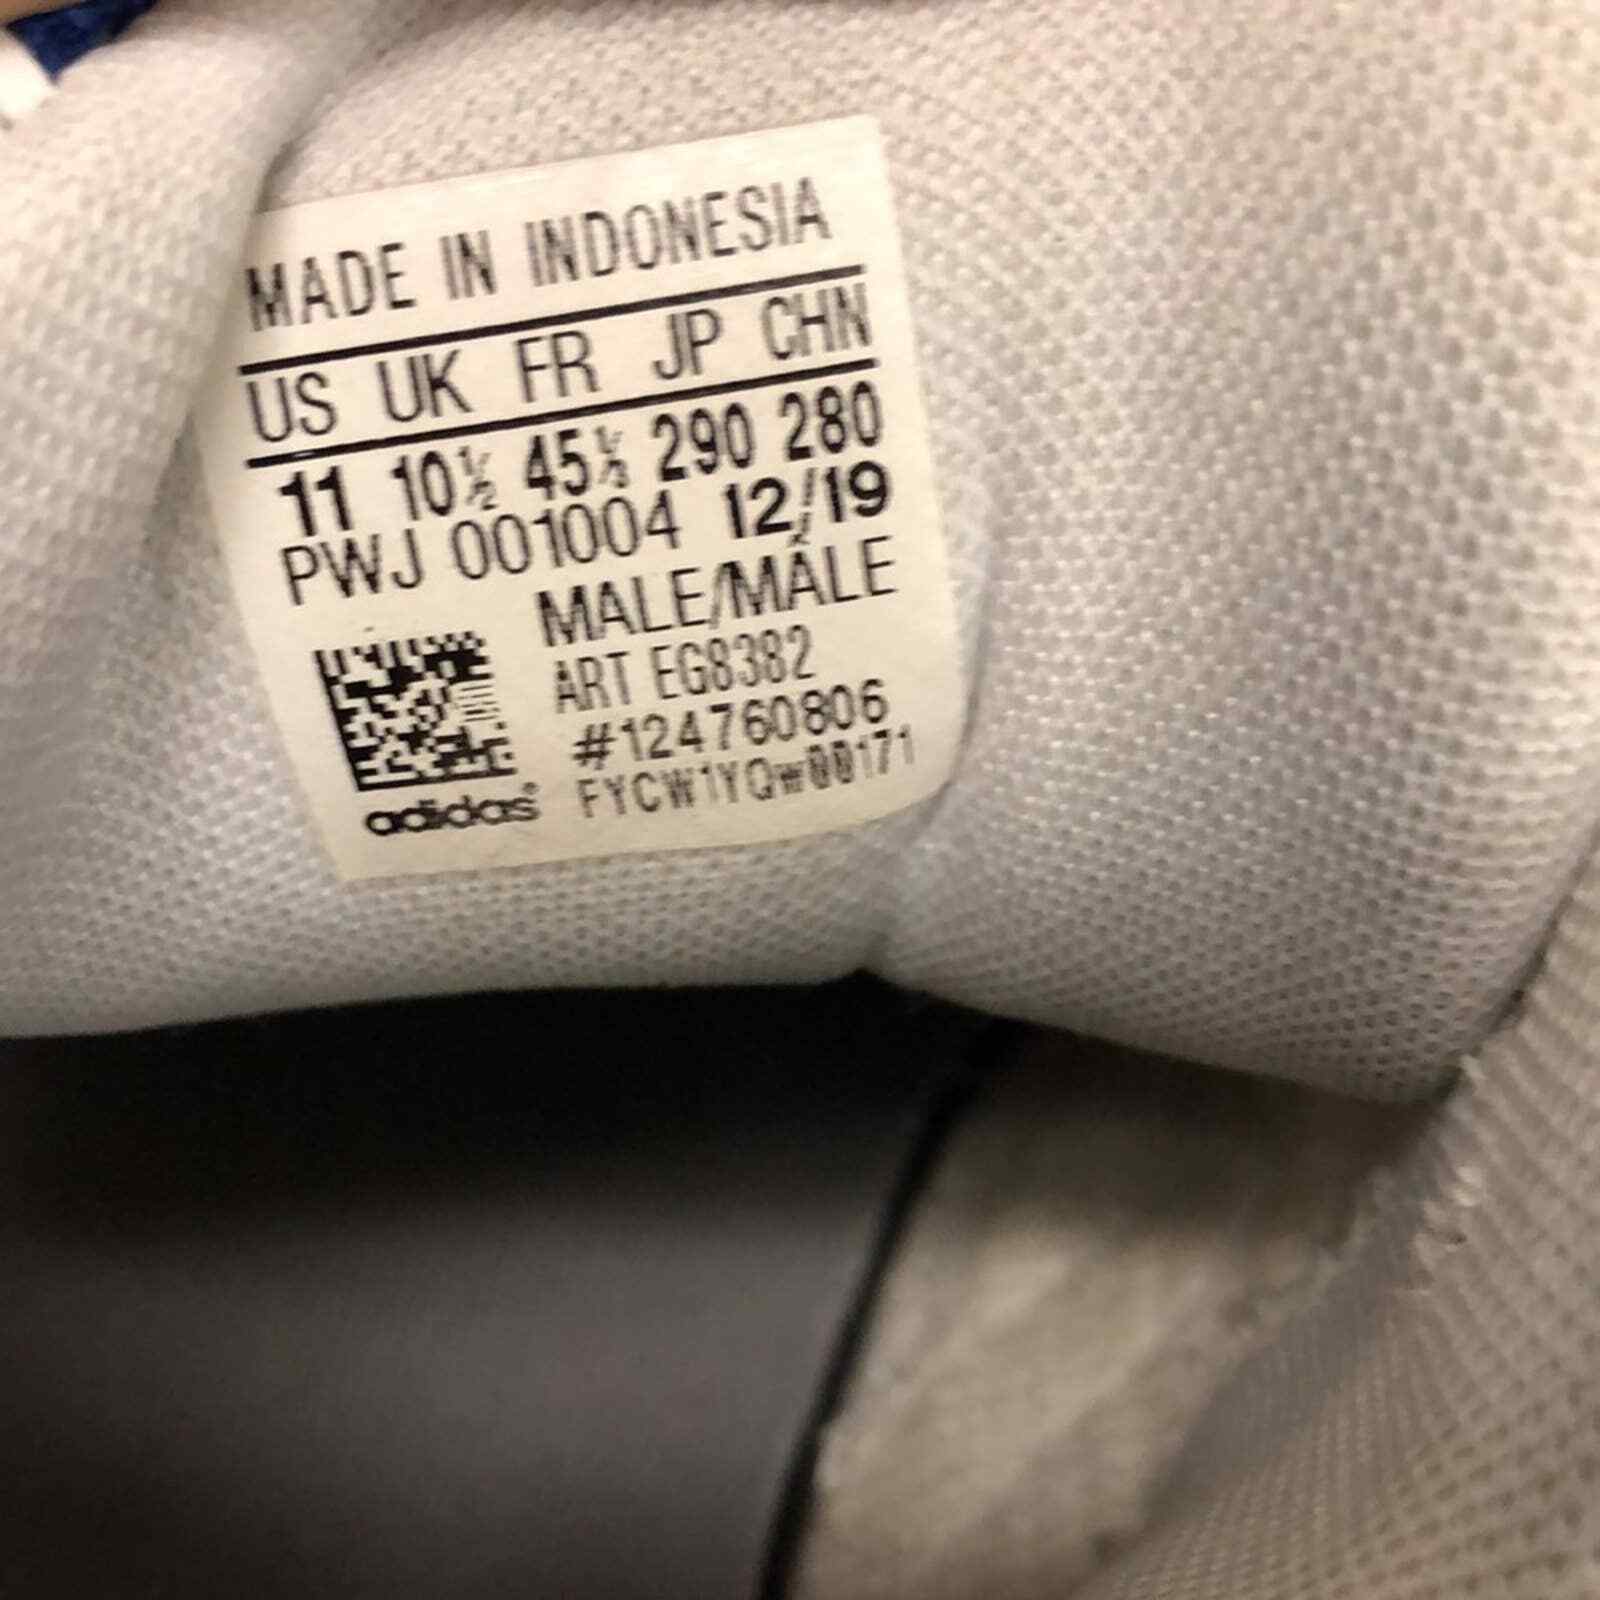 MADE IN INDONESIA
US UK FR JP CHN
11 10½ 45⅓ 290 280
PWJ 001004 12/19
MALE/MÂLE
ART EG8382
#124760806
FYCW1YQw00171
adidas®